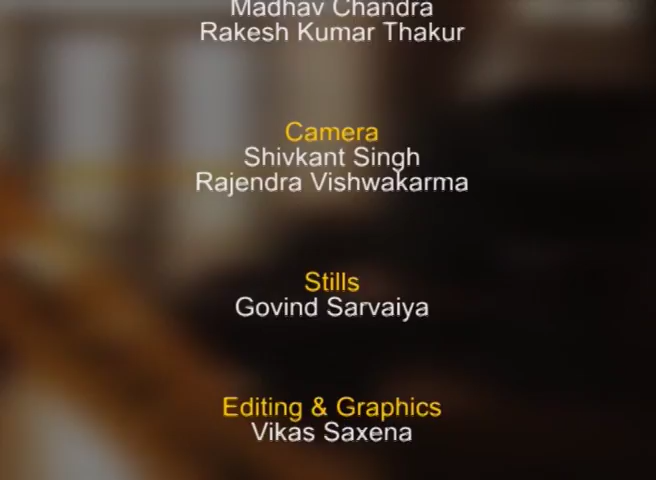 Madhav Chandra
Rakesh Kumar Thakur
Camera
Shivkant Singh
Rajendra Vishwakarma
Stills
Govind Sarvaiya
Editing & Graphics
Vikas Saxena